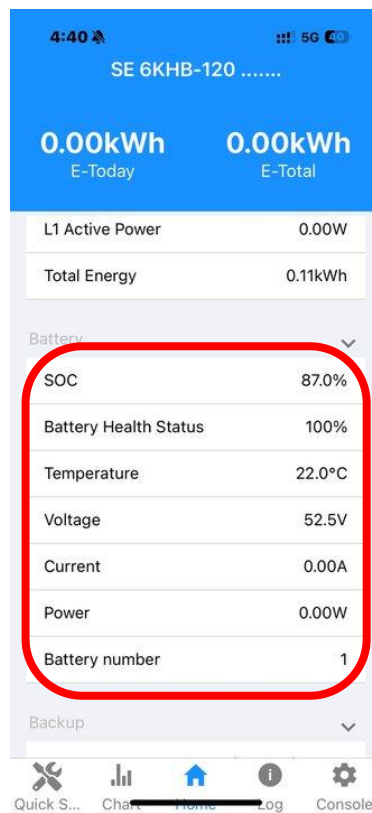 4:40 5G 40
SE 6KHB-120 .......
0.00kWh 0.00kWh
E-Today E-Total
L1 Active Power 0.00W
Total Energy 0.11kWh
Battery
SOC 87.0%
Battery Health Status 100%
Temperature 22.0°C
Voltage 52.5V
Current 0.00A
Power 0.00W
Battery number 1
Backup
Quick S... Chart Home Log Console